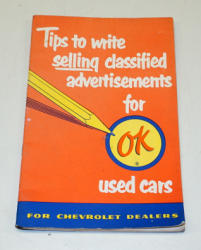 Tips to write
selling classified
advertisements
for
OK
used cars
FOR CHEVROLET DEALERS